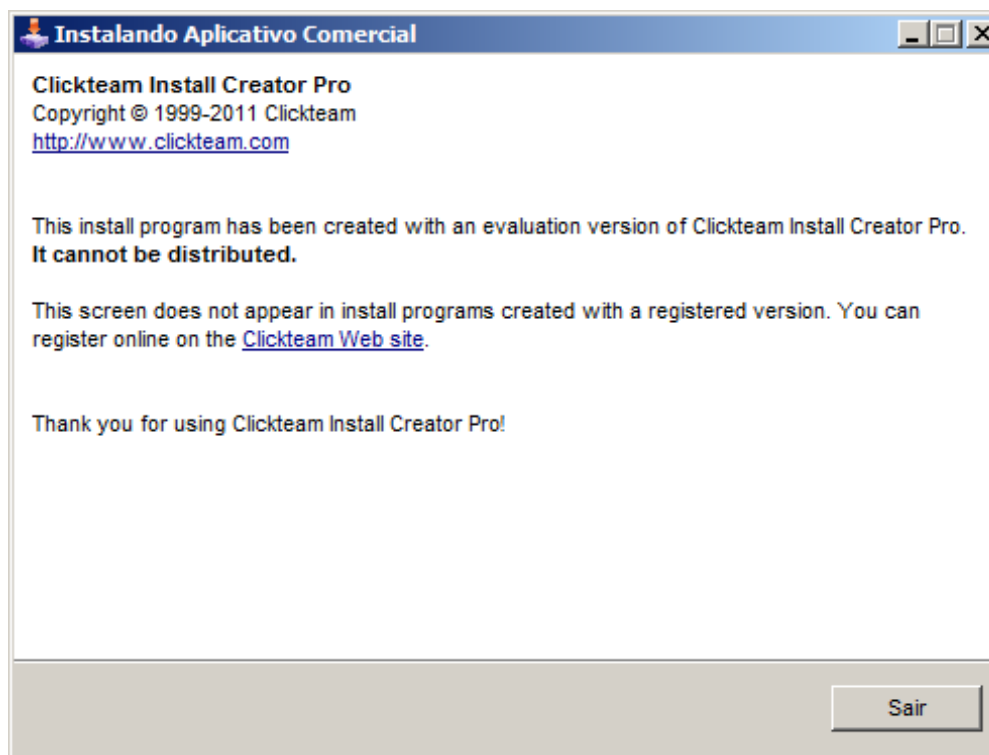 Instalando Aplicativo Comercial
Clickteam Install Creator Pro
Copyright © 1999-2011 Clickteam
http://www.clickteam.com
This install program has been created with an evaluation version of Clickteam Install Creator Pro.
It cannot be distributed.
This screen does not appear in install programs created with a registered version. You can
register online on the Clickteam Web site.
Thank you for using Clickteam Install Creator Pro!
Sair